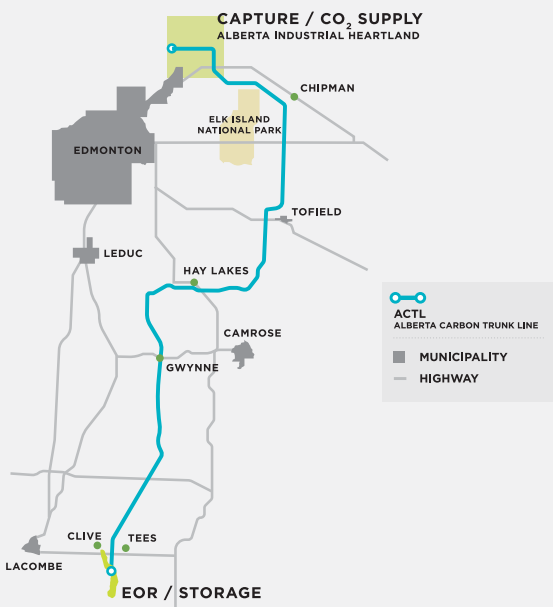 CAPTURE / CO2 SUPPLY
ALBERTA INDUSTRIAL HEARTLAND
CHIPMAN
ELK ISLAND
NATIONAL PARK
EDMONTON
TOFIELD
LEDUC
HAY LAKES
ACTL
ALBERTA CARBON TRUNK LINE
CAMROSE
MUNICIPALITY
GWYNNE
HIGHWAY
CLIVE
TEES
LACOMBE
EOR / STORAGE